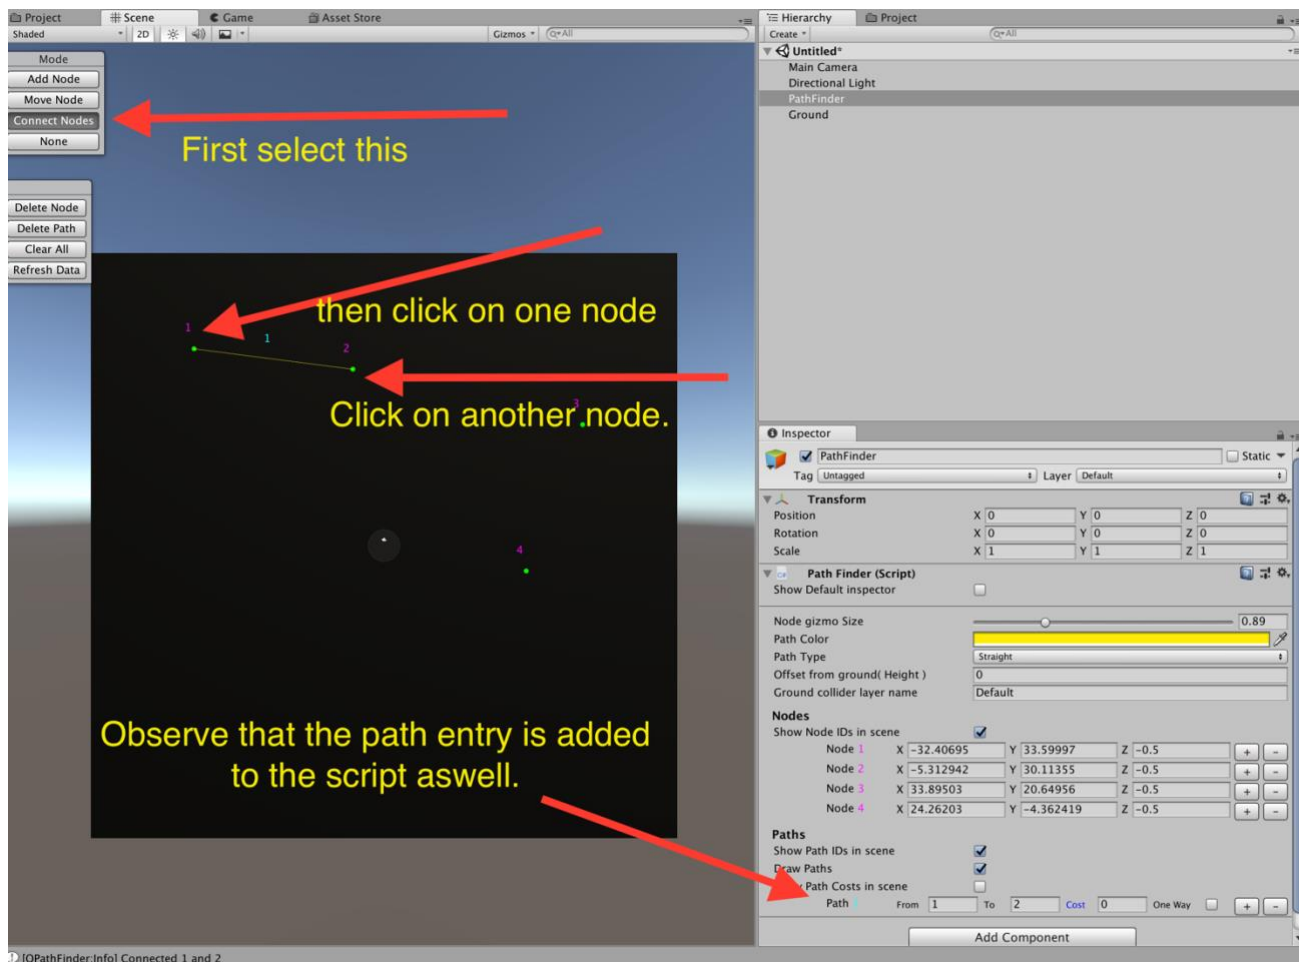 Project
Scene
Game
Asset Store
Shaded
2D
Gizmos
All
Mode
Add Node
Move Node
Connect Nodes
None
First select this
Delete Node
Delete Path
Clear All
Refresh Data
then click on one node
1
1
2
Click on another node.
3
4
Observe that the path entry is added
to the script aswell.
[QPathFinder:Info] Connected 1 and 2
Hierarchy
Project
Create
All
Untitled*
Main Camera
Directional Light
PathFinder
Ground
Inspector
PathFinder
Static
Tag Untagged Layer Default
Transform
Position X 0 Y 0 Z 0
Rotation X 0 Y 0 Z 0
Scale X 1 Y 1 Z 1
Path Finder (Script)
Show Default inspector
Node gizmo Size 0.89
Path Color
Path Type Straight
Offset from ground( Height ) 0
Ground collider layer name Default
Nodes
Show Node IDs in scene
Node 1 X -32.40695 Y 33.59997 Z -0.5 + -
Node 2 X -5.312942 Y 30.11355 Z -0.5 + -
Node 3 X 33.89503 Y 20.64956 Z -0.5 + -
Node 4 X 24.26203 Y -4.362419 Z -0.5 + -
Paths
Show Path IDs in scene
Draw Paths
Path Costs in scene
Path From 1 To 2 Cost 0 One Way + -
Add Component